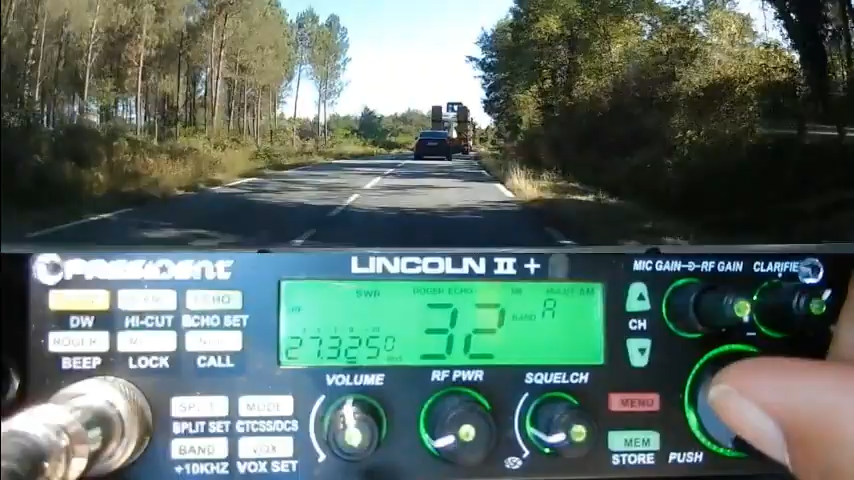 PRESIDENT
LINCOLN II +
MIC GAIN-D-RF GAIN
CLARIFIE
SWR
ROGER ECHO
ECHO
DW
HI-CUT
ECHO SET
27.3250
32
BAND
A
CH
ROGER
BEEP
LOCK
CALL
VOLUME
RF PWR
SQUELCH
SPLIT
MODE
SPLIT SET
CTCSS/DCS
MENU
BAND
VOX
+10KHZ
VOX SET
MEM
STORE
PUSH